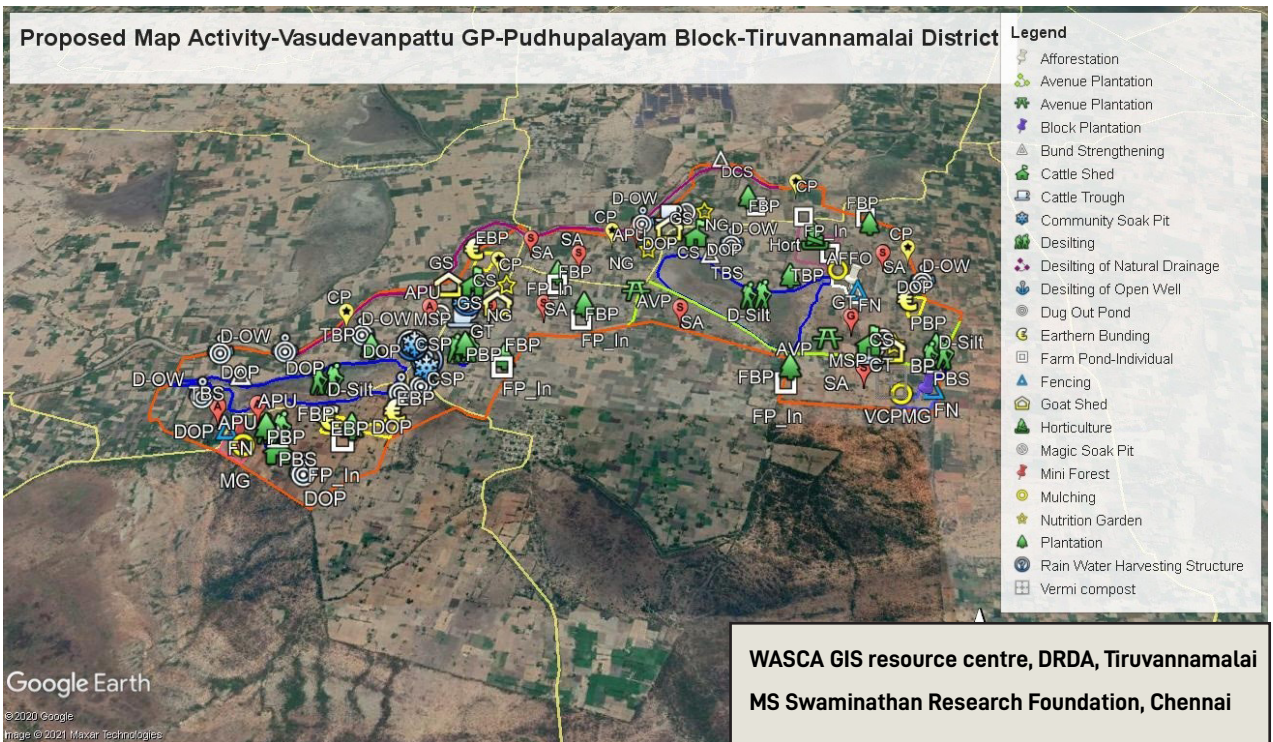 Proposed Map Activity-Vasudevanpattu GP-Pudhupalayam Block-Tiruvannamalai District
Legend
Afforestation
Avenue Plantation
Avenue Plantation
Block Plantation
Bund Strengthening
Cattle Shed
Cattle Trough
Community Soak Pit
Desilting
Desilting of Natural Drainage
Desilting of Open Well
Dug Out Pond
Earthern Bunding
Farm Pond-Individual
Fencing
Goat Shed
Horticulture
Magic Soak Pit
Mini Forest
Mulching
Nutrition Garden
Plantation
Rain Water Harvesting Structure
Vermi compost
DCS
CP
D-OW
FBP
FBP
CP
GS
NG
D-OW
FP_In
CP
EBP
SA
SA
APU
DOP
CS
DOP
Hort
AFFO
SA
D-OW
GS
CP
FBP
NG
TBS
TBP
GT
FN
DOP
CP
APU
CS
FP_In
AVP
D-Silt
PBP
D-OW
MSP
GS
NG
SA
FBP
SA
TBP
GT
D-OW
DOP
CSP
PBP
FBP
FP_In
AVP
MSP
CS
CT
D-Silt
DOP
DOP
CSP
FP_In
FBP
SA
BP
PBS
D-OW
TBS
D-Silt
EBP
FP_In
VCP
MG
FN
APU
APU
FBP
DOP
PBP
EBP
DOP
FN
PBS
FP_In
MG
DOP
Google Earth
©2020 Google
Image © 2021 Maxar Technologies
WASCA GIS resource centre, DRDA, Tiruvannamalai
MS Swaminathan Research Foundation, Chennai